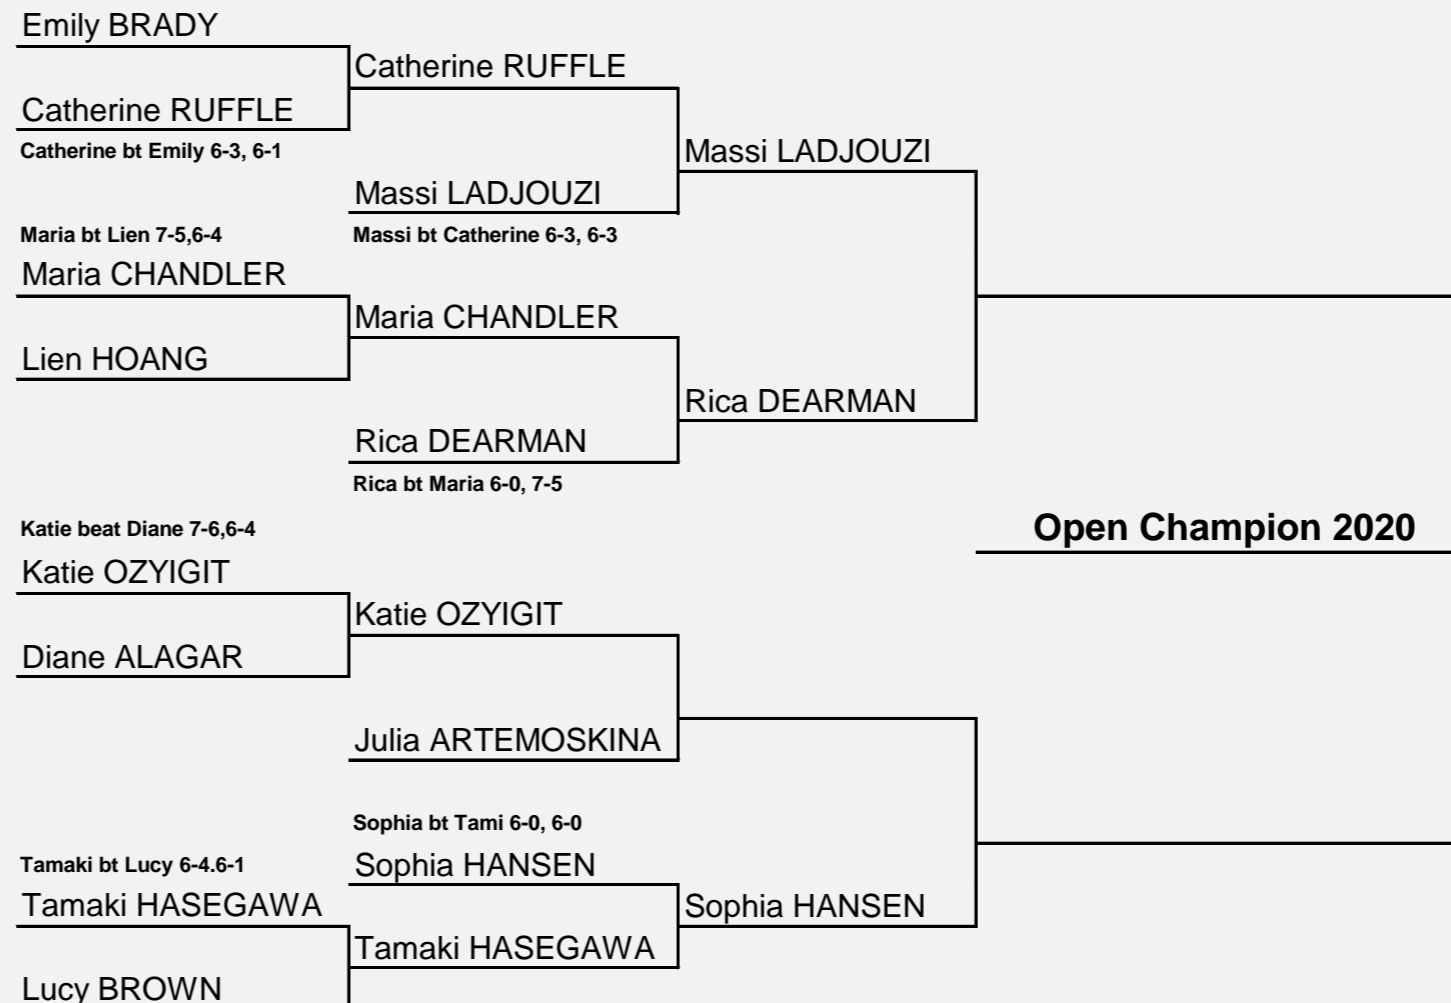 Emily BRADY
Catherine RUFFLE
Catherine RUFFLE
Catherine bt Emily 6-3, 6-1
Massi LADJOUZI
Massi LADJOUZI
Maria bt Lien 7-5,6-4
Massi bt Catherine 6-3, 6-3
Maria CHANDLER
Maria CHANDLER
Lien HOANG
Rica DEARMAN
Rica DEARMAN
Rica bt Maria 6-0, 7-5
Katie beat Diane 7-6,6-4
Open Champion 2020
Katie OZYIGIT
Katie OZYIGIT
Diane ALAGAR
Julia ARTEMOSKINA
Sophia bt Tami 6-0, 6-0
Tamaki bt Lucy 6-4.6-1
Sophia HANSEN
Tamaki HASEGAWA
Sophia HANSEN
Tamaki HASEGAWA
Lucy BROWN